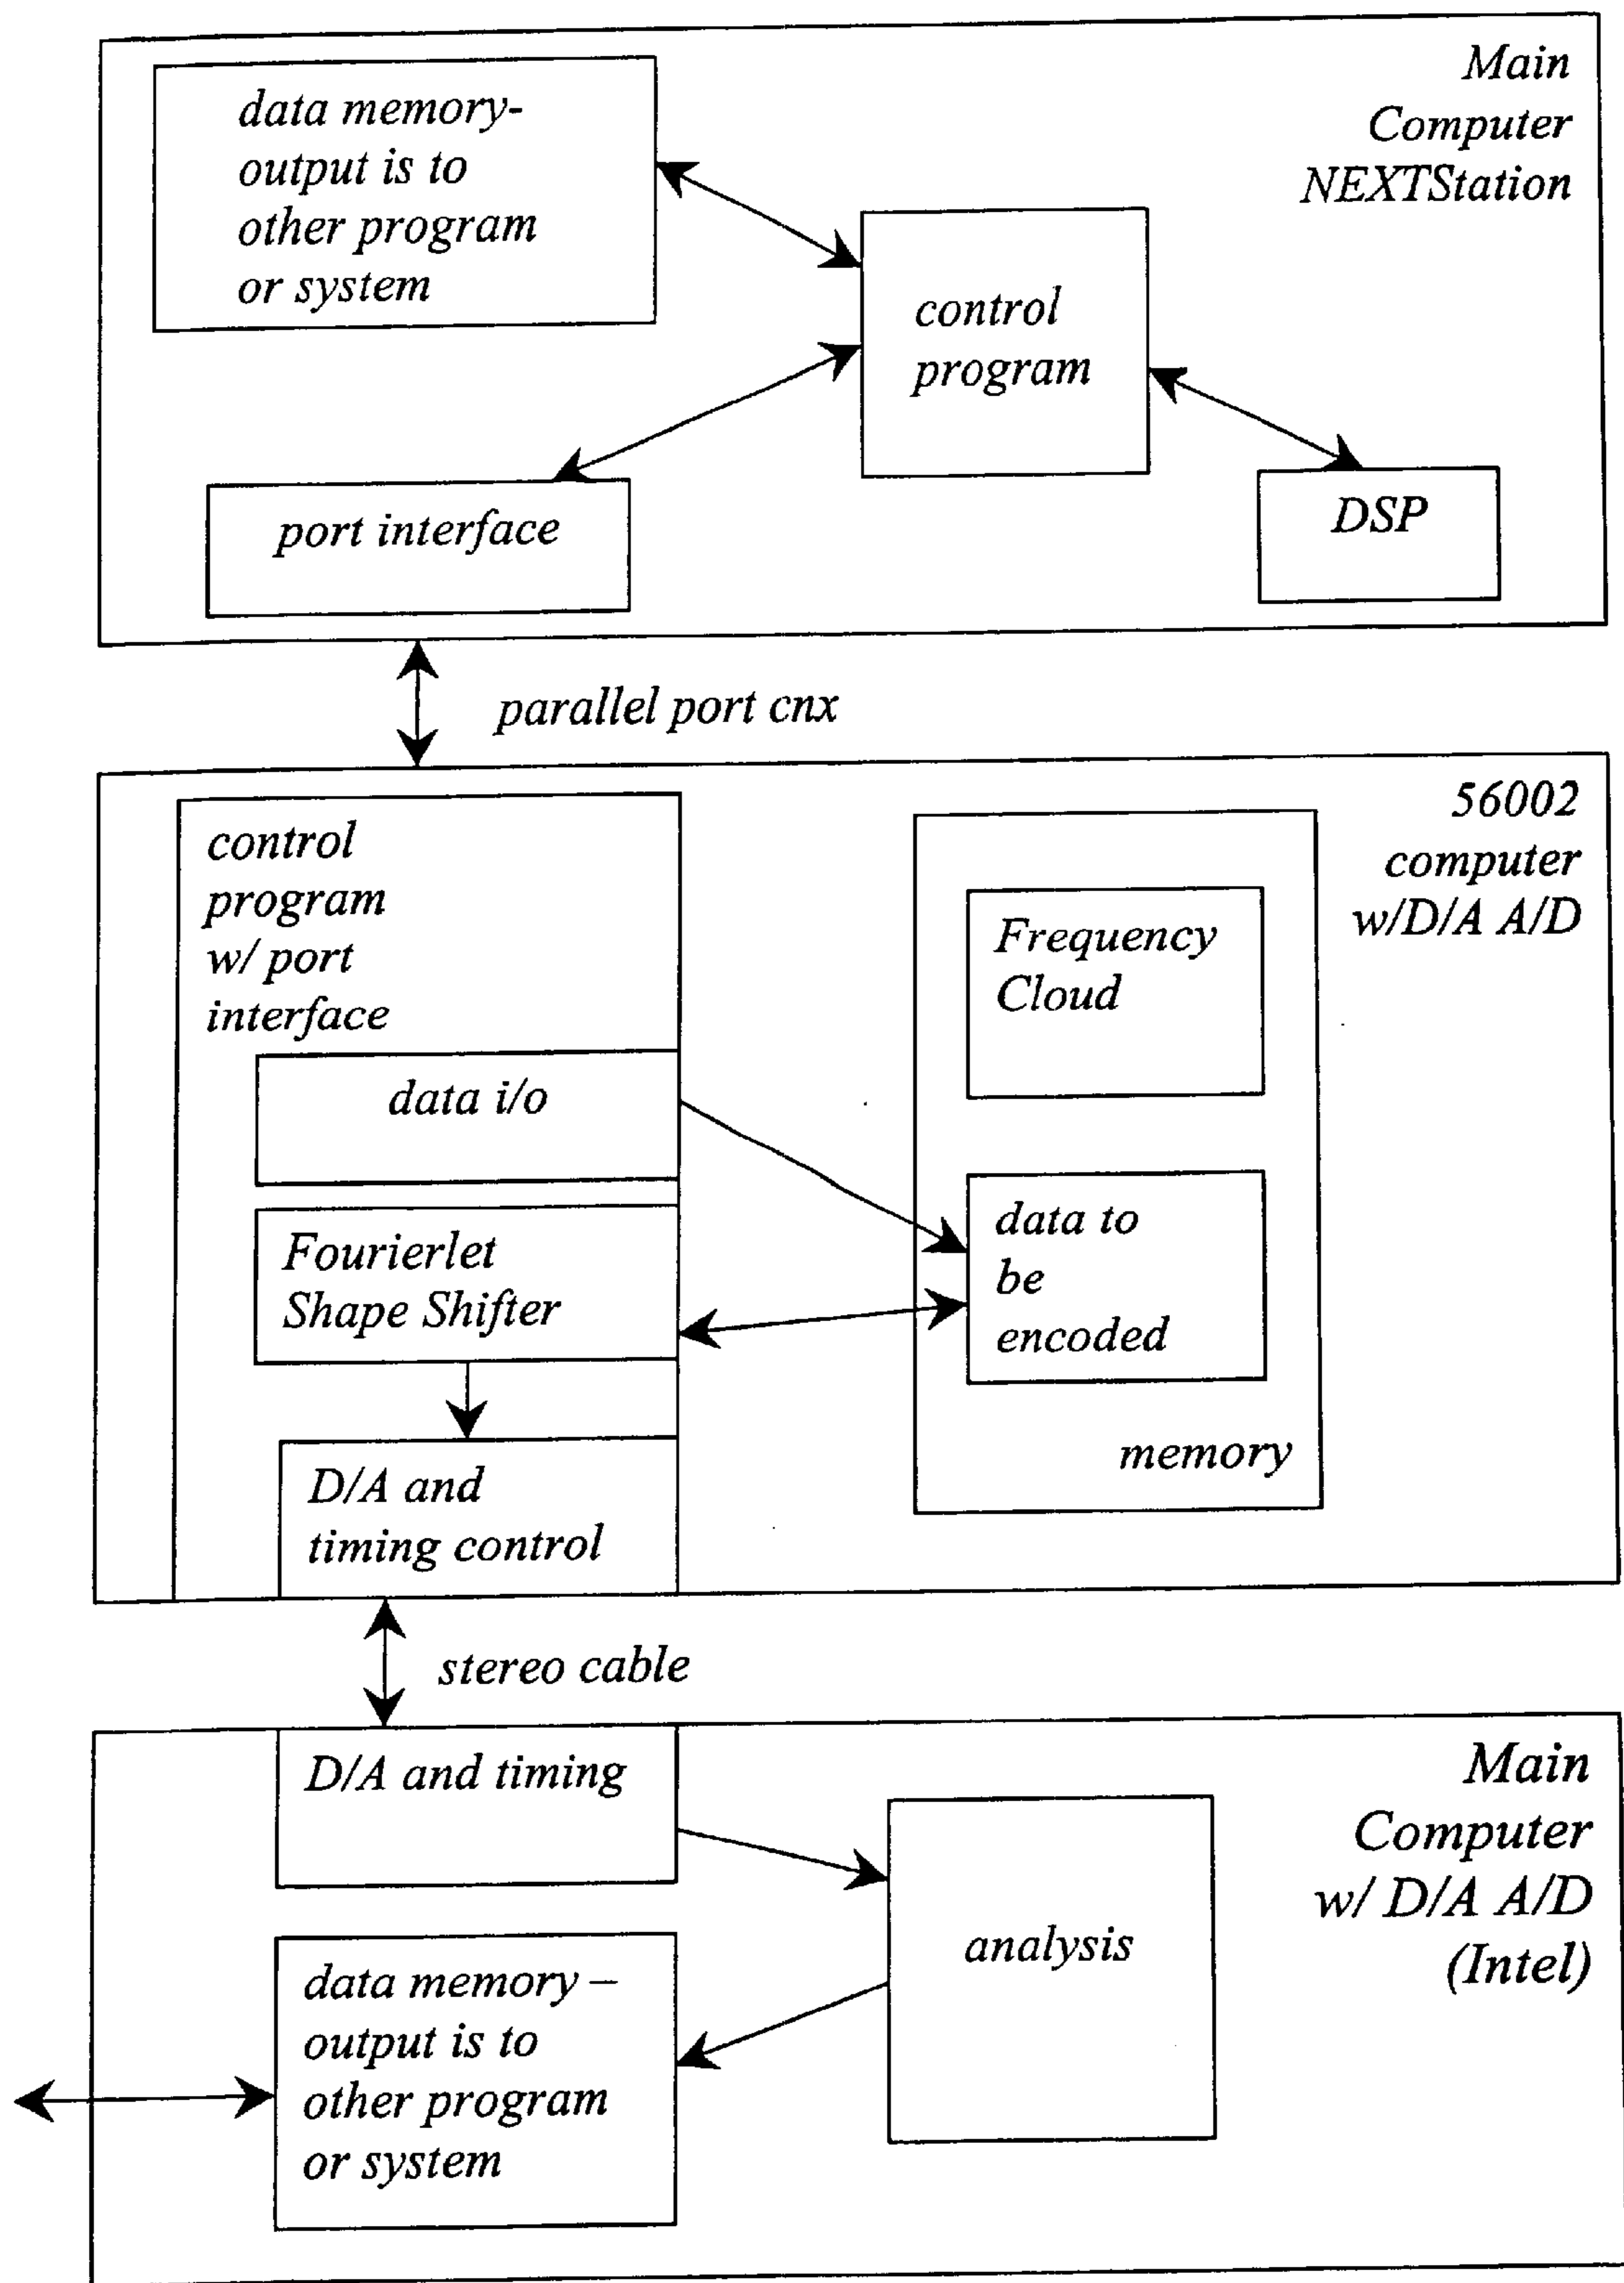 Main
Computer
NEXTStation
data memory-
output is to
other program
or system
control
program
port interface
DSP
parallel port cnx
56002
computer
w/D/A A/D
control
program
w/ port
interface
Frequency
Cloud
data i/o
data to
be
encoded
Fourierlet
Shape Shifter
memory
D/A and
timing control
stereo cable
Main
Computer
w/ D/A A/D
(Intel)
D/A and timing
analysis
data memory –
output is to
other program
or system